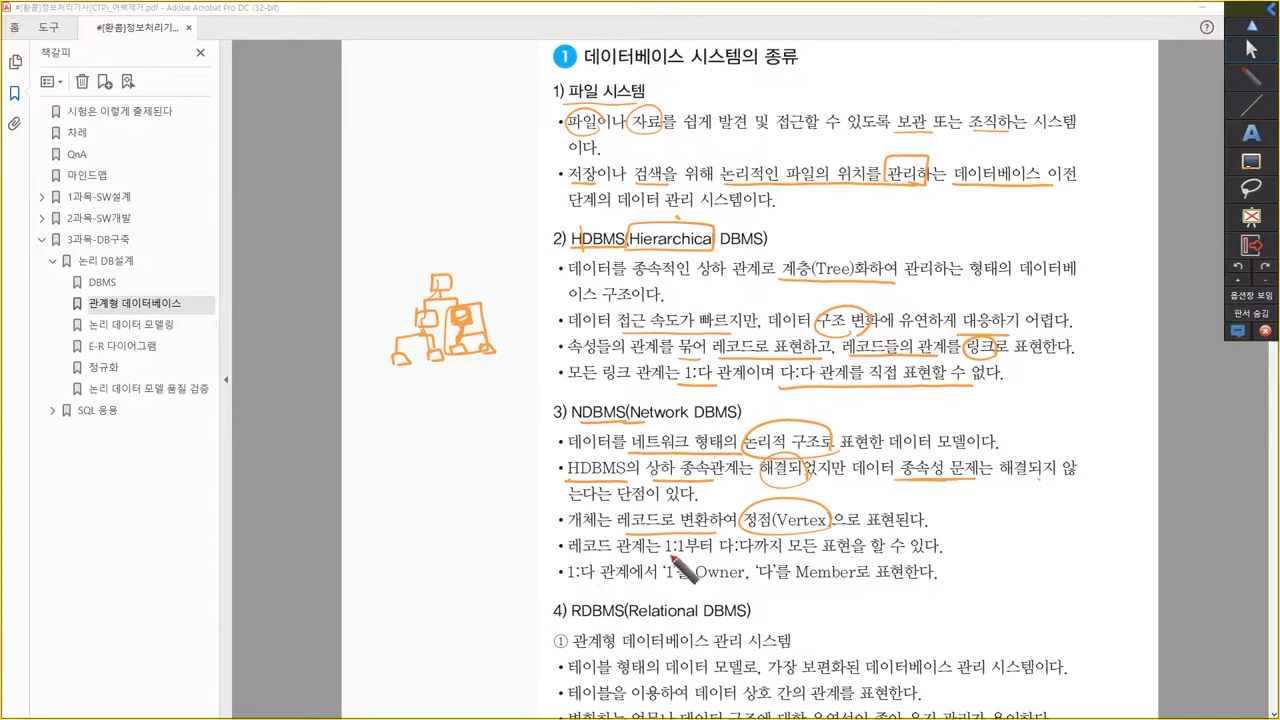 #[환콤]정보처리기사(CTP)_여백제거.pdf - Adobe Acrobat Pro DC (32-bit)
홈 도구 #[환콤]정보처리기... ×
책갈피
시험은 이렇게 출제된다
차례
QnA
마인드맵
1과목-SW설계
2과목-SW개발
3과목-DB구축
논리 DB설계
DBMS
관계형 데이터베이스
논리 데이터 모델링
E-R 다이어그램
정규화
논리 데이터 모델 품질 검증
SQL 응용
1 데이터베이스 시스템의 종류
1) 파일 시스템
• 파일이나 자료를 쉽게 발견 및 접근할 수 있도록 보관 또는 조직하는 시스템
이다.
• 저장이나 검색을 위해 논리적인 파일의 위치를 관리하는 데이터베이스 이전
단계의 데이터 관리 시스템이다.
2) HDBMS(Hierarchical DBMS)
• 데이터를 종속적인 상하 관계로 계층(Tree)화하여 관리하는 형태의 데이터베
이스 구조이다.
• 데이터 접근 속도가 빠르지만, 데이터 구조 변화에 유연하게 대응하기 어렵다.
• 속성들의 관계를 묶어 레코드로 표현하고, 레코드들의 관계를 링크로 표현한다.
• 모든 링크 관계는 1:다 관계이며 다:다 관계를 직접 표현할 수 없다.
3) NDBMS(Network DBMS)
• 데이터를 네트워크 형태의 논리적 구조로 표현한 데이터 모델이다.
• HDBMS의 상하 종속관계는 해결되었지만 데이터 종속성 문제는 해결되지 않
는다는 단점이 있다.
• 개체는 레코드로 변환하여 정점(Vertex)으로 표현된다.
• 레코드 관계는 1:1부터 다:다까지 모든 표현을 할 수 있다.
• 1:다 관계에서 ‘1’을 Owner, ‘다’를 Member로 표현한다.
4) RDBMS(Relational DBMS)
① 관계형 데이터베이스 관리 시스템
• 테이블 형태의 데이터 모델로, 가장 보편화된 데이터베이스 관리 시스템이다.
• 테이블을 이용하여 데이터 상호 간의 관계를 표현한다.
옵션장 보임
판서 숨김